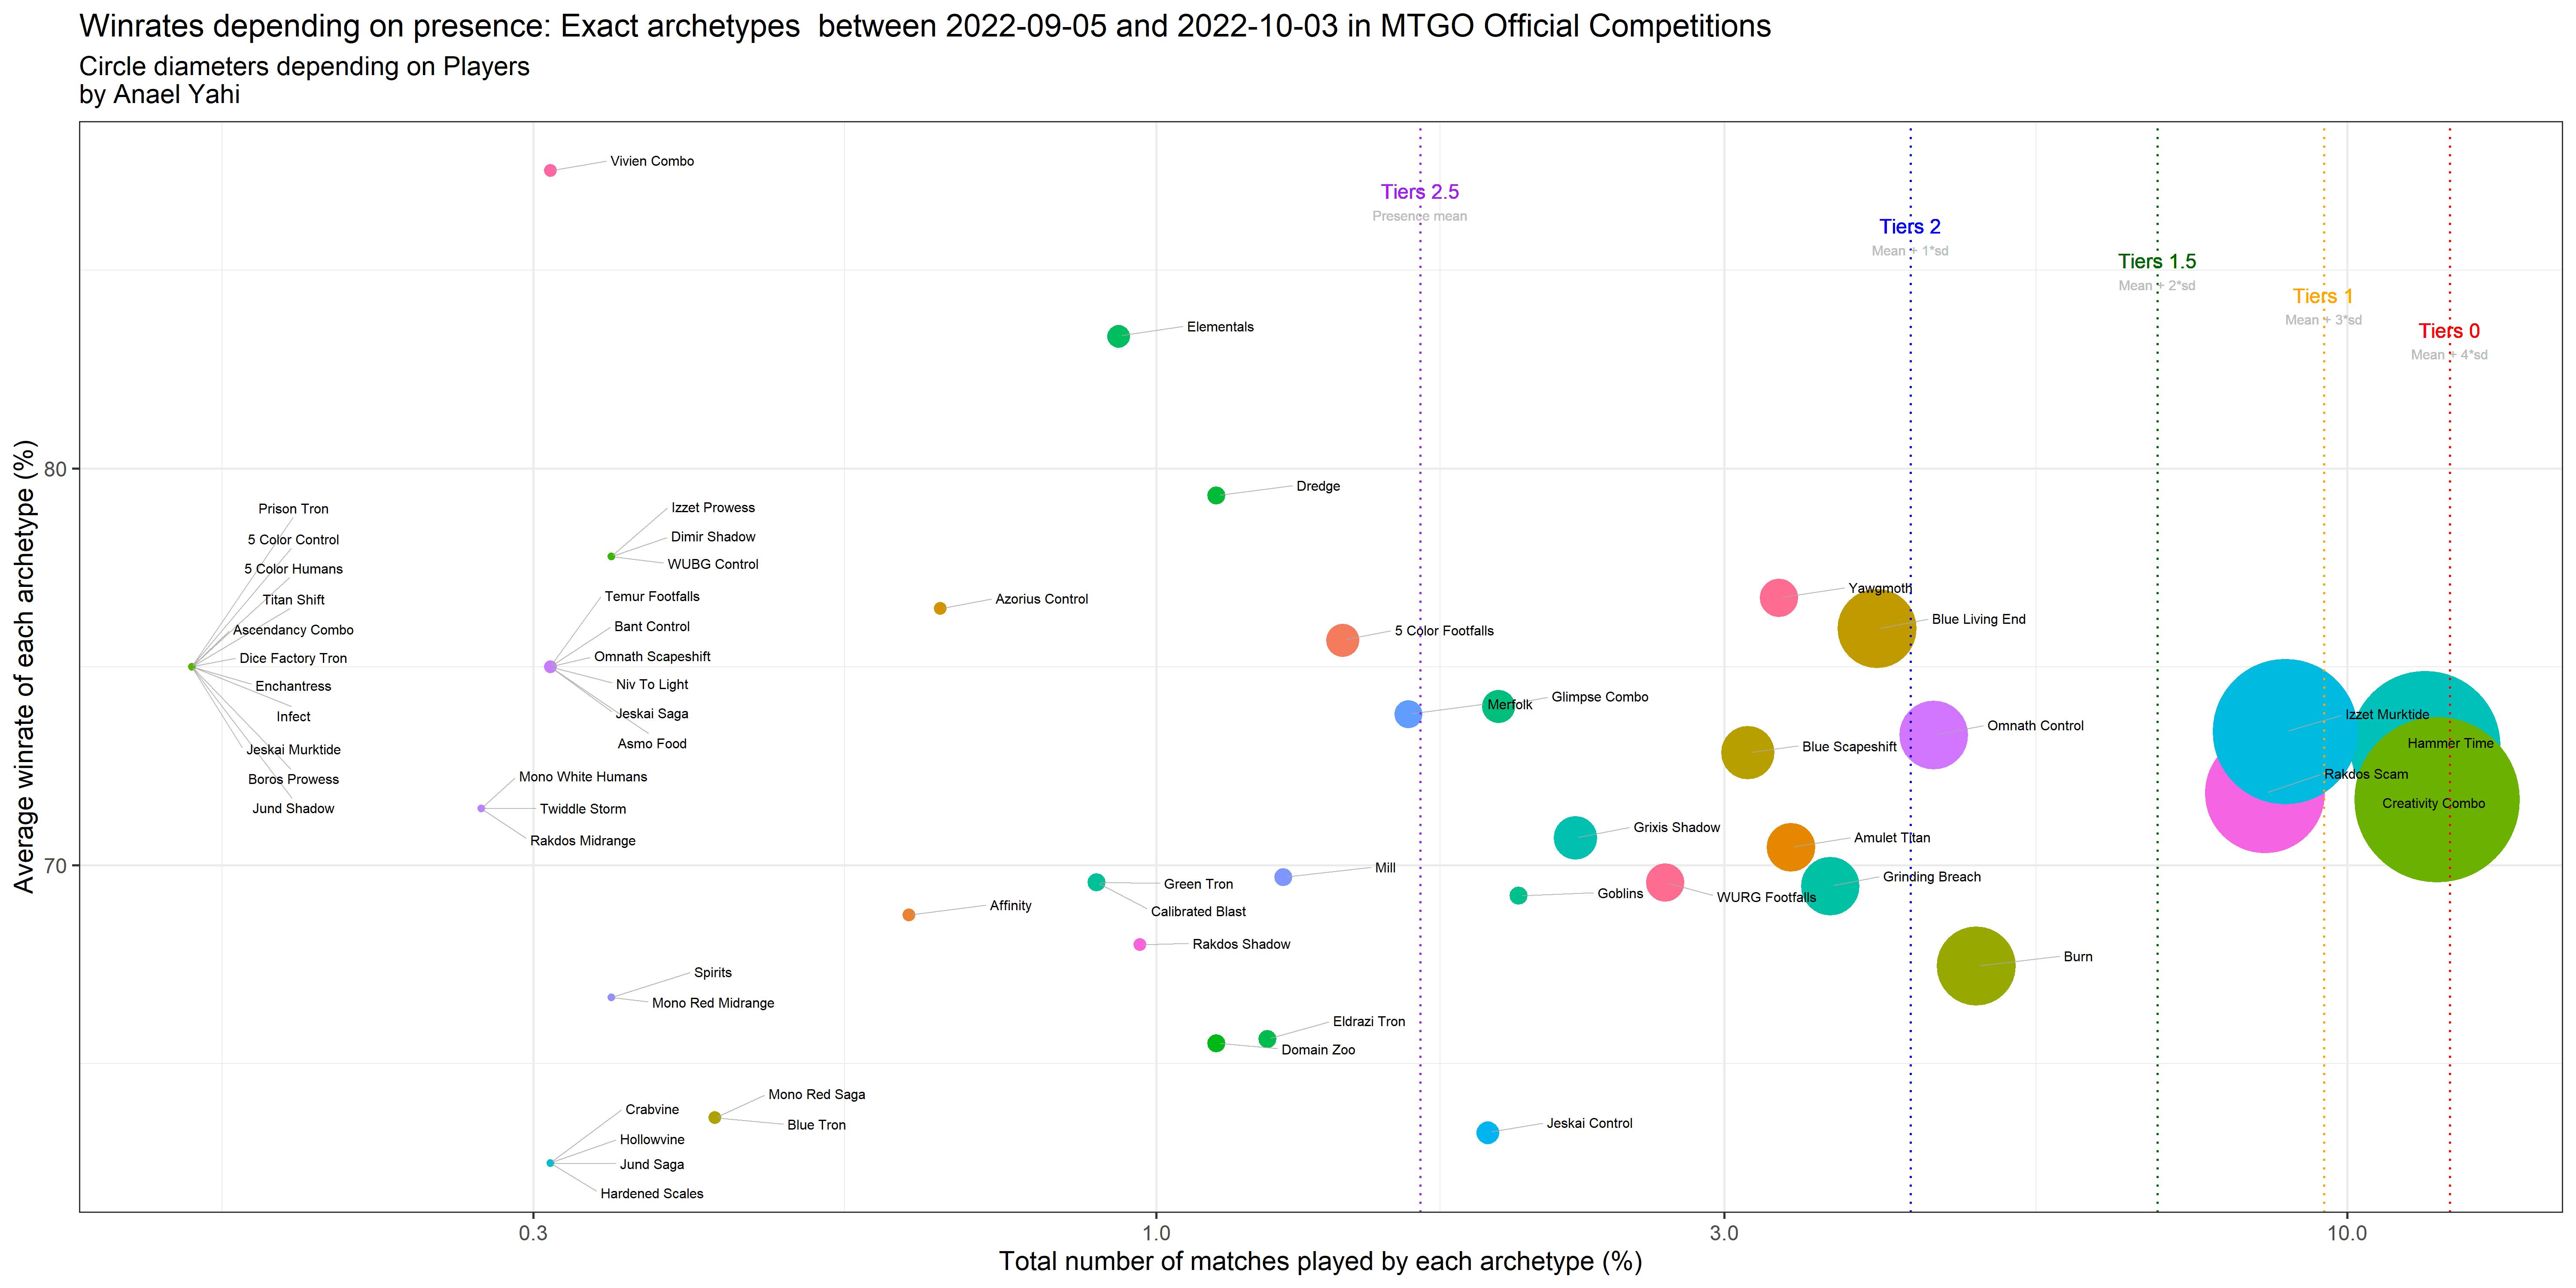 Winrates depending on presence: Exact archetypes  between 2022-09-05 and 2022-10-03 in MTGO Official Competitions
Circle diameters depending on Players
by Anael Yahi
Vivien Combo
Tiers 2.5
Presence mean
Tiers 2
Mean + 1*sd
Tiers 1.5
Mean + 2*sd
Tiers 1
Mean + 3*sd
Tiers 0
Mean + 4*sd
Elementals
Average winrate of each archetype (%)
80
70
Dredge
Prison Tron
5 Color Control
5 Color Humans
Titan Shift
Ascendancy Combo
Dice Factory Tron
Enchantress
Infect
Jeskai Murktide
Boros Prowess
Jund Shadow
Izzet Prowess
Dimir Shadow
WUBG Control
Temur Footfalls
Bant Control
Omnath Scapeshift
Niv To Light
Jeskai Saga
Asmo Food
Mono White Humans
Twiddle Storm
Rakdos Midrange
Azorius Control
5 Color Footfalls
Yawgmoth
Blue Living End
Merfolk
Glimpse Combo
Blue Scapeshift
Omnath Control
Izzet Murktide
Hammer Time
Rakdos Scam
Creativity Combo
Grixis Shadow
Amulet Titan
Mill
Green Tron
Calibrated Blast
Goblins
WURG Footfalls
Grinding Breach
Affinity
Rakdos Shadow
Burn
Spirits
Mono Red Midrange
Eldrazi Tron
Domain Zoo
Mono Red Saga
Blue Tron
Crabvine
Hollowvine
Jund Saga
Hardened Scales
Jeskai Control
0.3
1.0
3.0
10.0
Total number of matches played by each archetype (%)